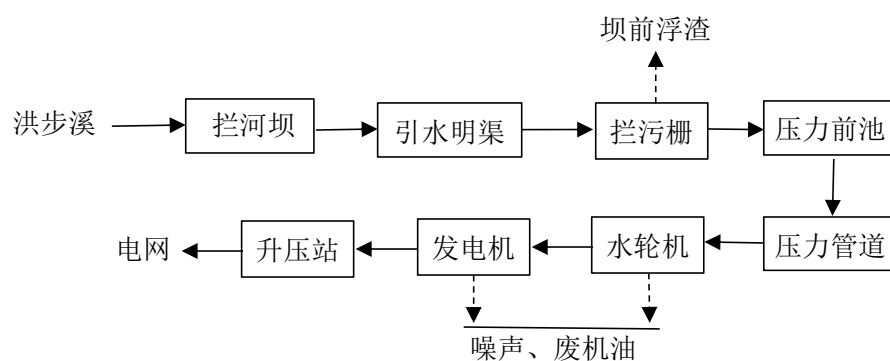 坝前浮渣
洪步溪
拦河坝
引水明渠
拦污栅
压力前池
电网
升压站
发电机
水轮机
压力管道
噪声、废机油